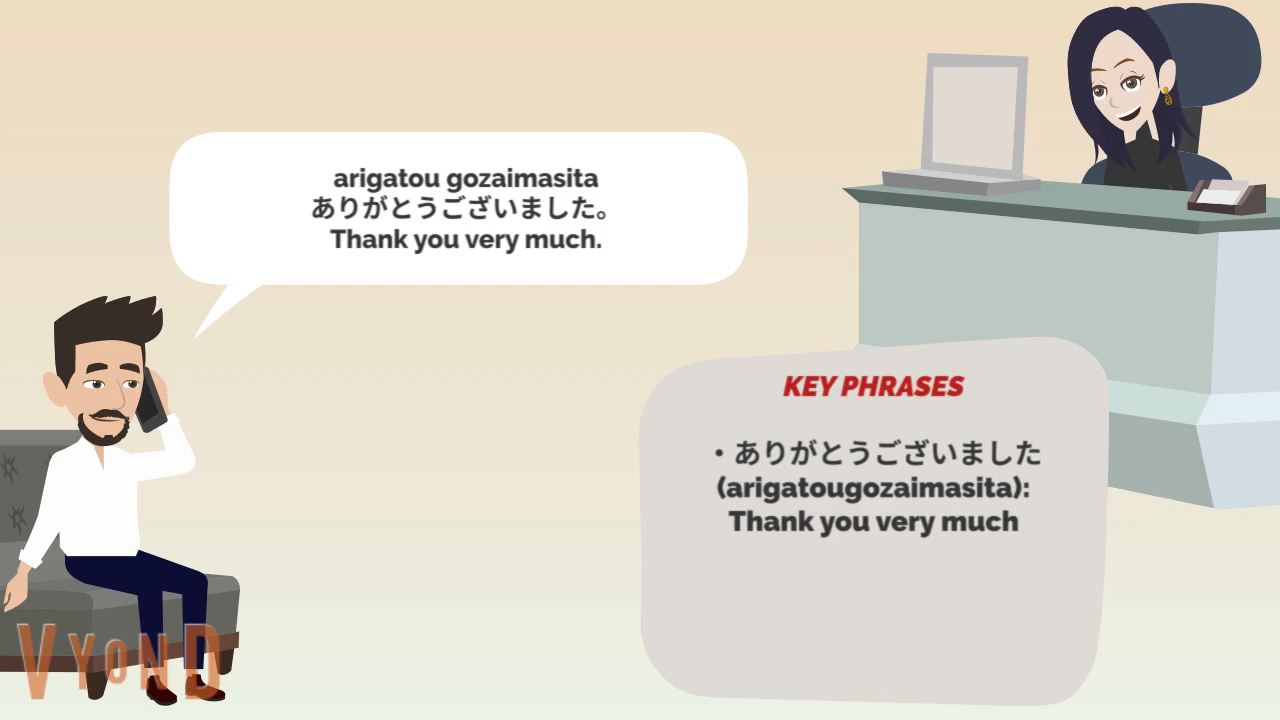 arigatou gozaimasita
ありがとうございました。
Thank you very much.
KEY PHRASES
・ありがとうございました
(arigatougozaimasita):
Thank you very much
VYOND